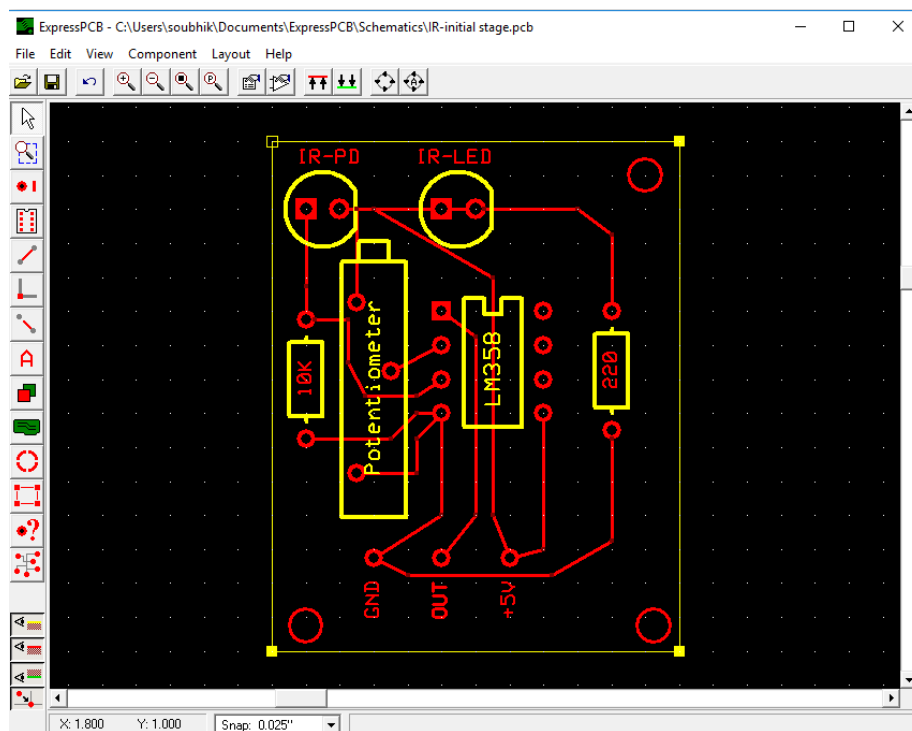 ExpressPCB - C:\Users\soubhik\Documents\ExpressPCB\Schematics\IR-initial stage.pcb
File Edit View Component Layout Help
IR-PD IR-LED
Potentiometer
10K
LM358
220
GND
OUT
+5V
X: 1.800 Y: 1.000 Snap: 0.025"